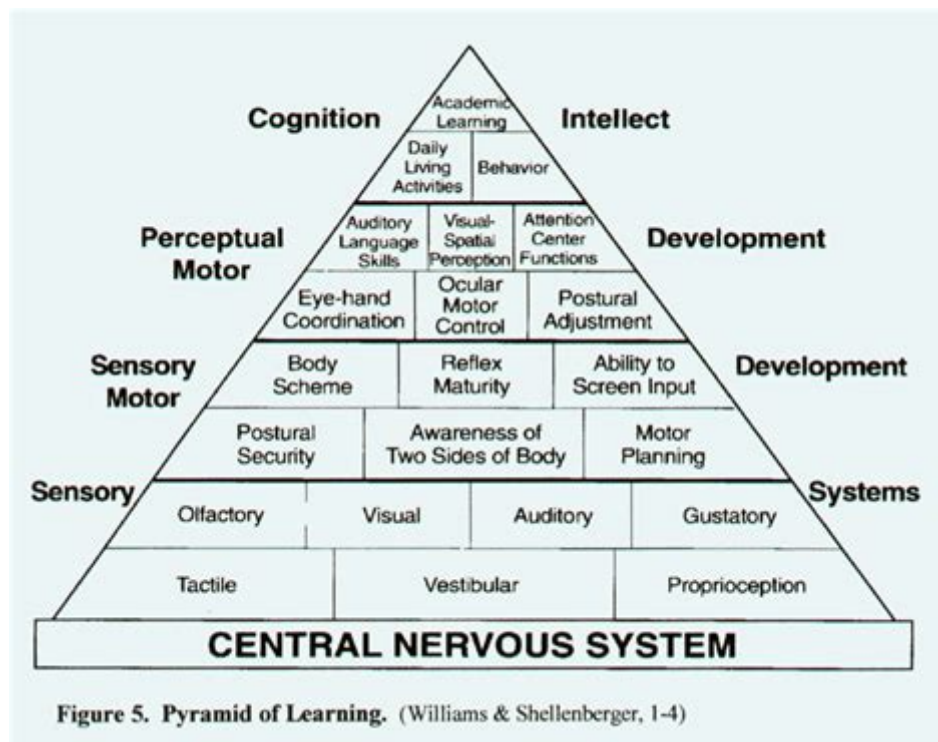 Academic
Learning
Cognition
Intellect
Daily
Living
Activities
Behavior
Perceptual
Motor
Auditory
Language
Skills
Visual-
Spatial
Perception
Attention
Center
Functions
Development
Eye-hand
Coordination
Ocular
Motor
Control
Postural
Adjustment
Sensory
Motor
Body
Scheme
Reflex
Maturity
Ability to
Screen Input
Development
Postural
Security
Awareness of
Two Sides of Body
Motor
Planning
Sensory
Systems
Olfactory
Visual
Auditory
Gustatory
Tactile
Vestibular
Proprioception
CENTRAL NERVOUS SYSTEM
Figure 5. Pyramid of Learning. (Williams & Shellenberger, 1-4)